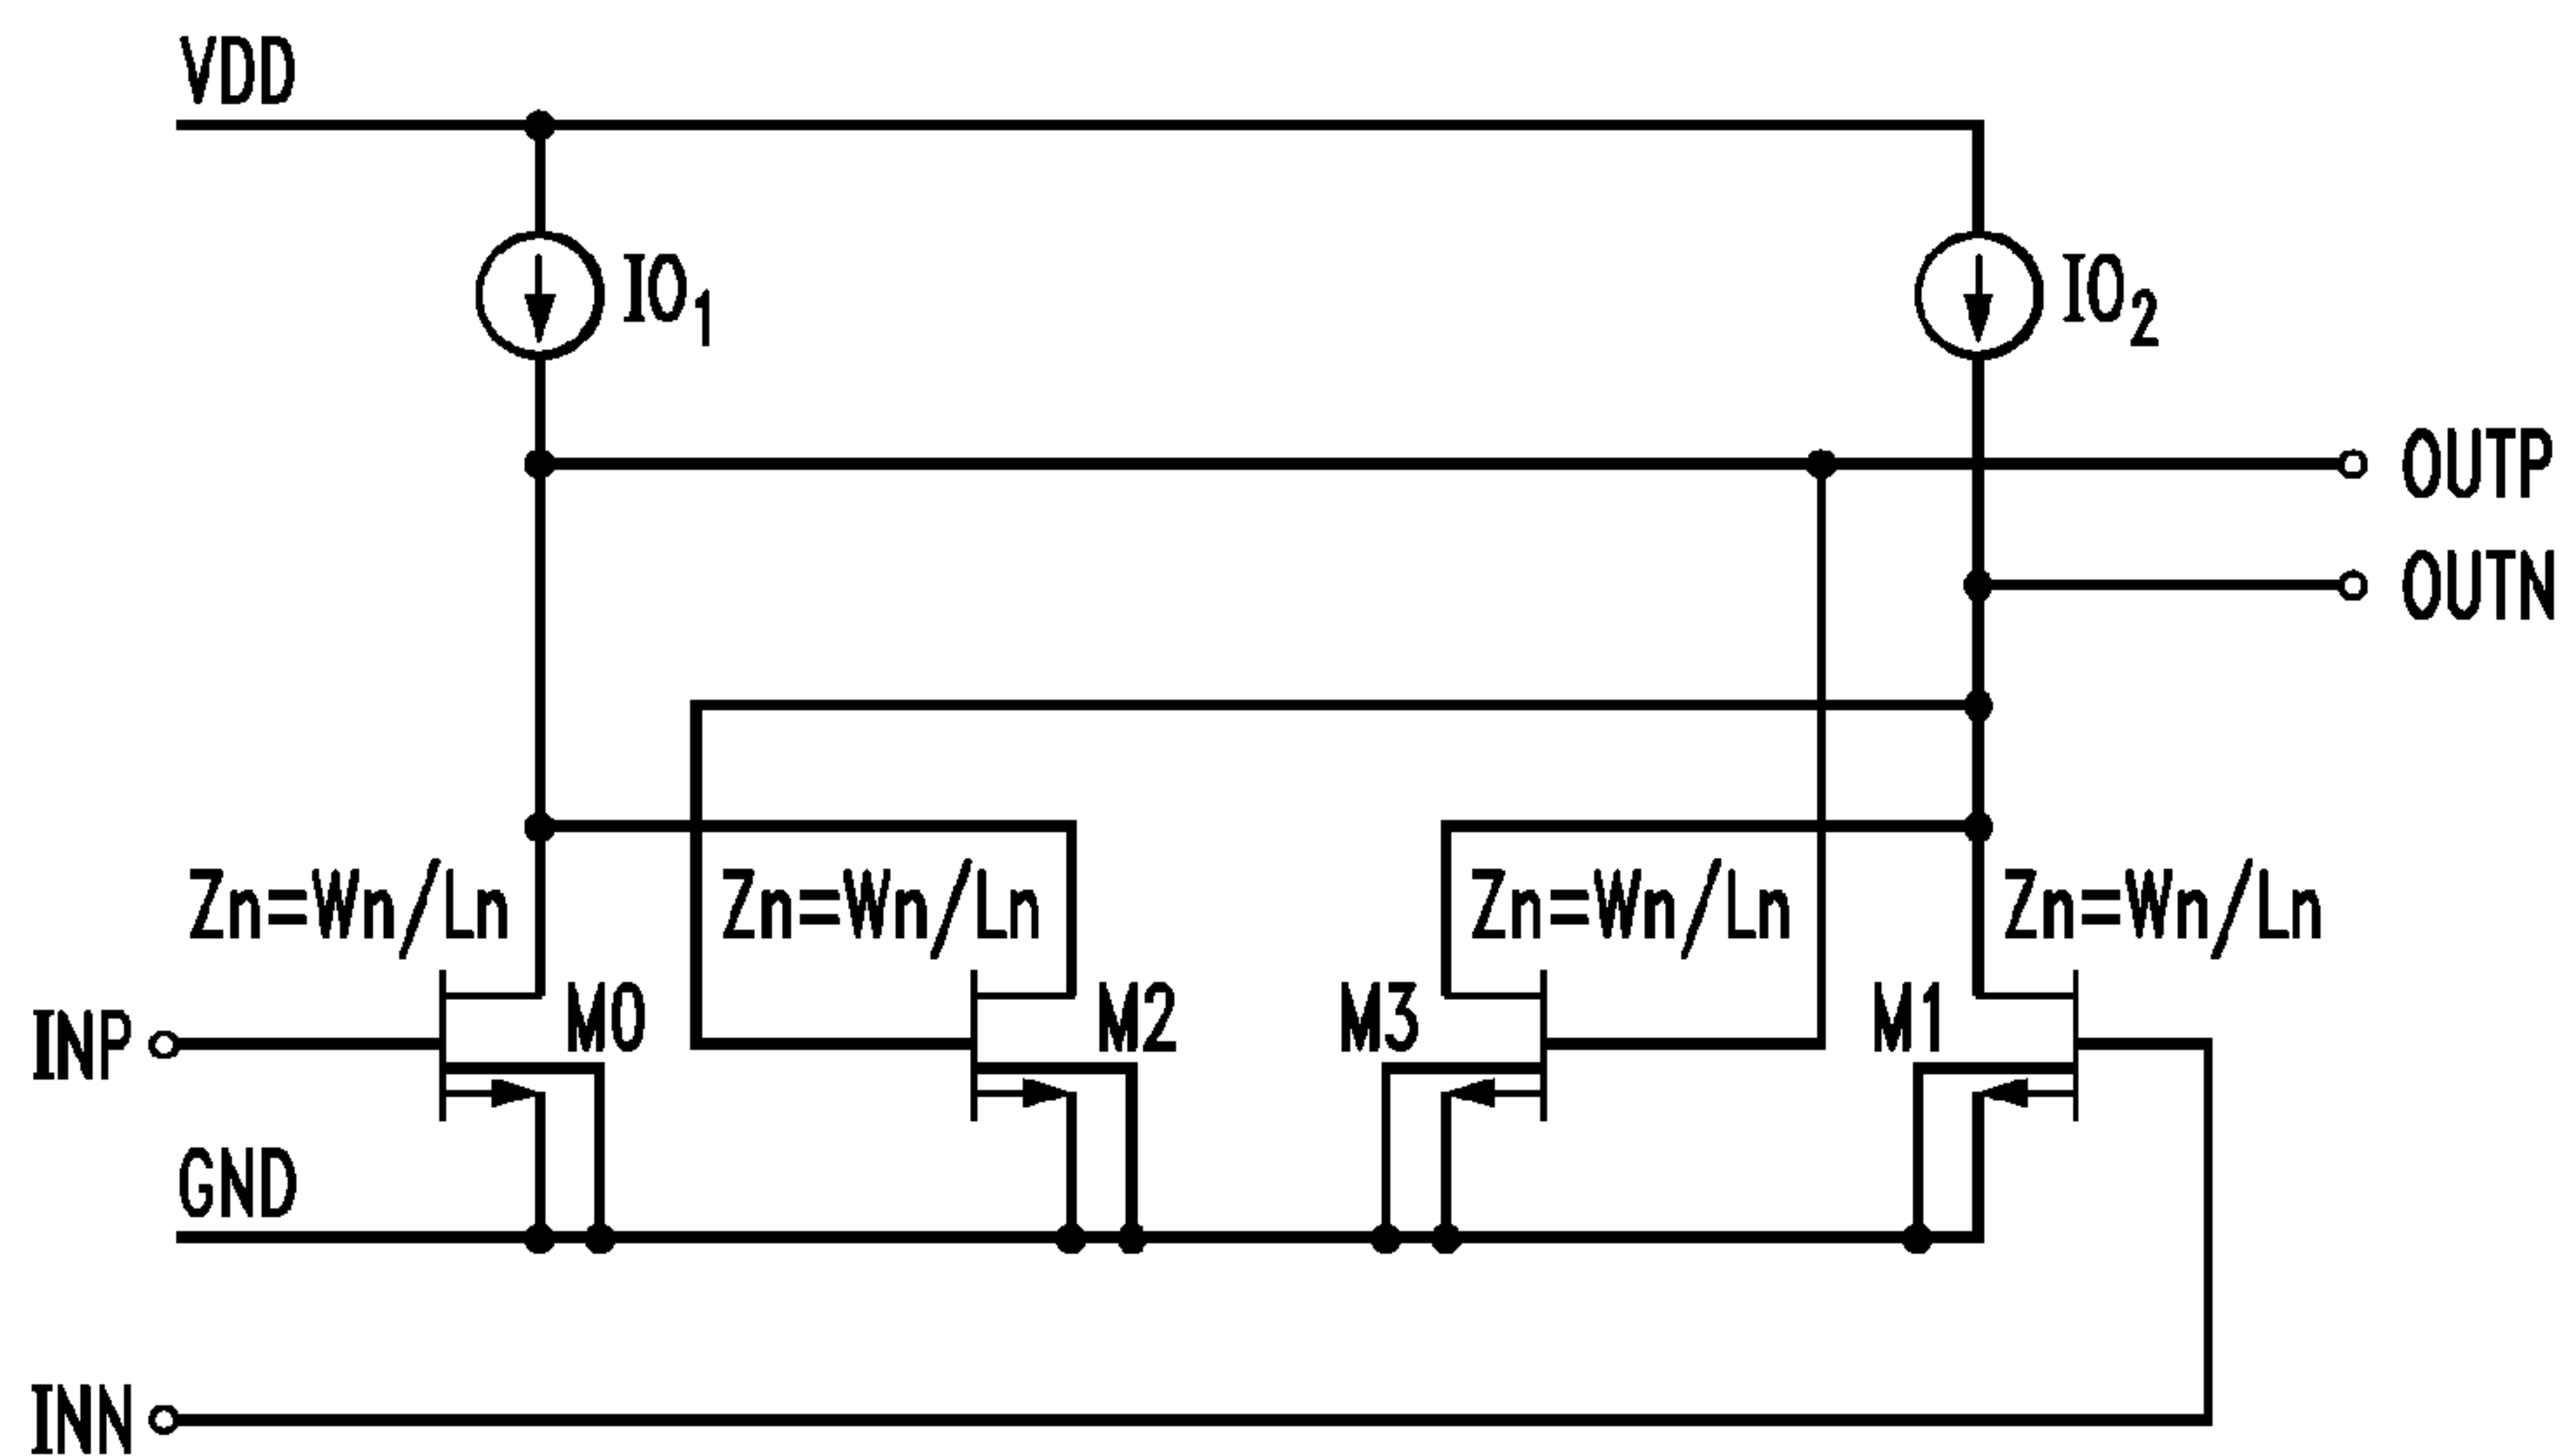 VDD
IO1
IO2
OUTP
OUTN
Zn=Wn/Ln
Zn=Wn/Ln
Zn=Wn/Ln
Zn=Wn/Ln
INP
M0
M2
M3
M1
GND
INN